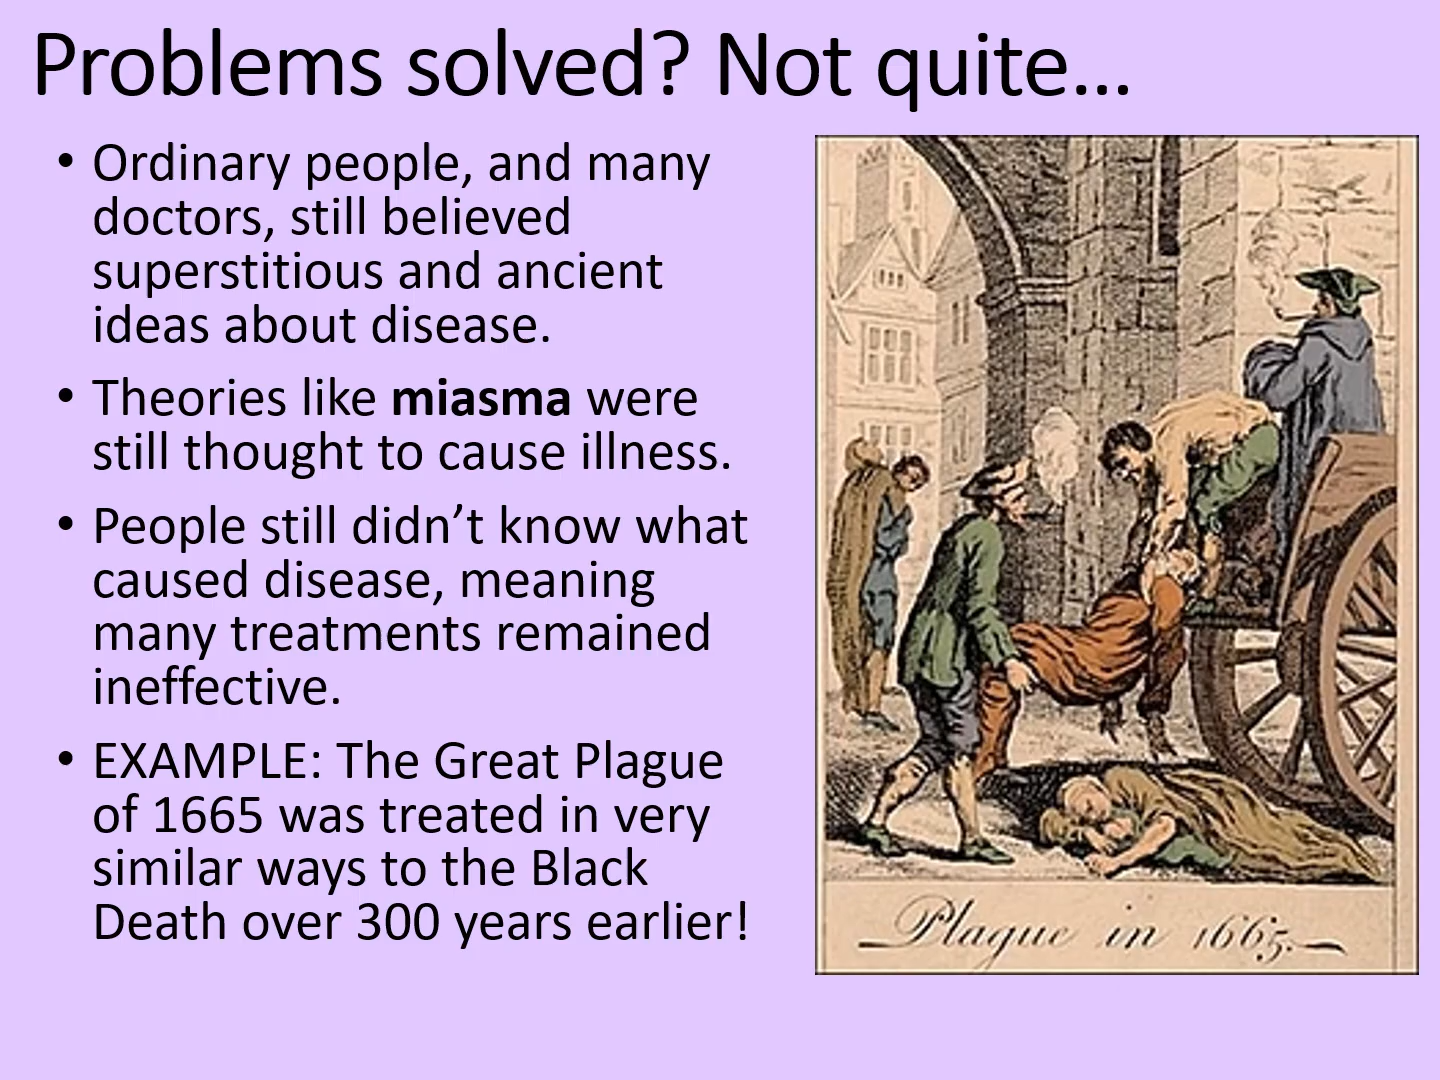 Problems solved? Not quite…
• Ordinary people, and many
doctors, still believed
superstitious and ancient
ideas about disease.
• Theories like miasma were
still thought to cause illness.
• People still didn’t know what
caused disease, meaning
many treatments remained
ineffective.
• EXAMPLE: The Great Plague
of 1665 was treated in very
similar ways to the Black
Death over 300 years earlier!
Plague in 1665.